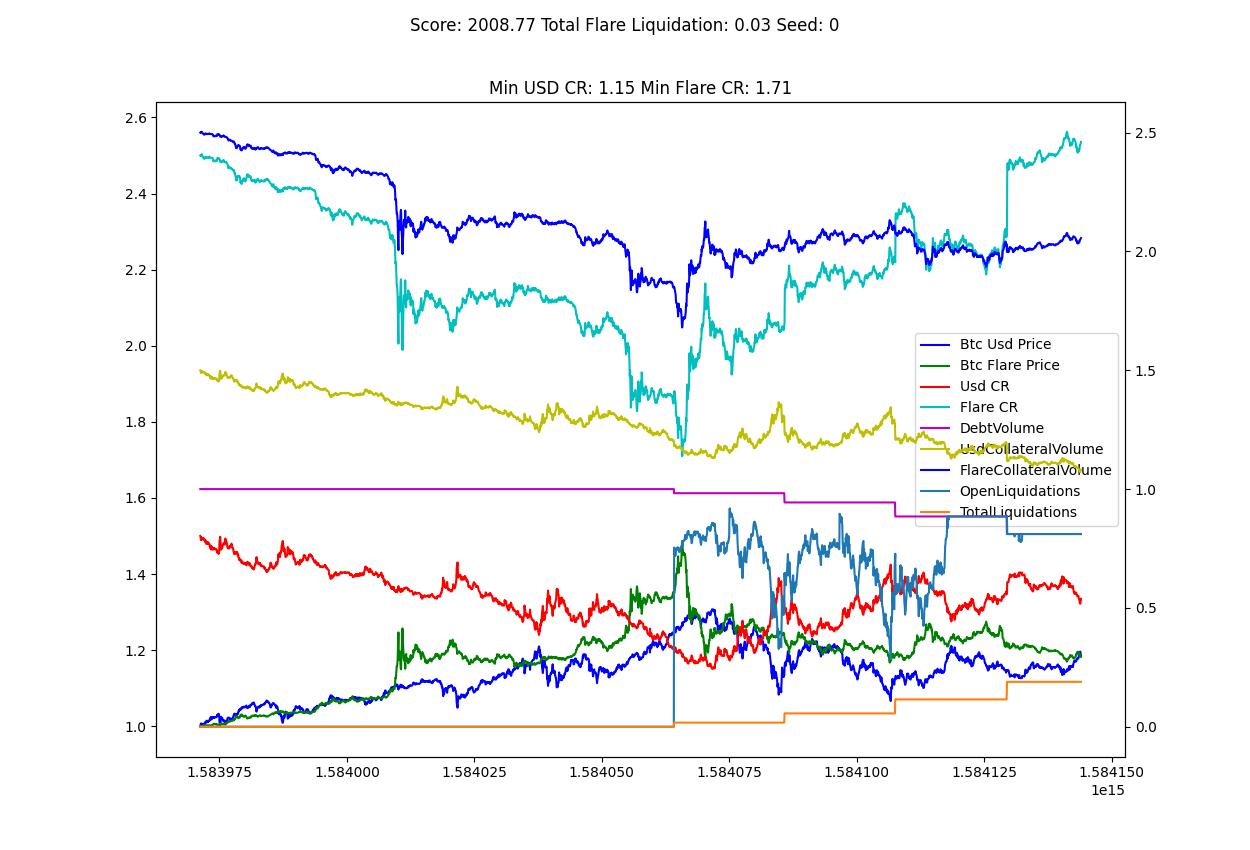 Score: 2008.77 Total Flare Liquidation: 0.03 Seed: 0
Min USD CR: 1.15 Min Flare CR: 1.71
2.6
2.4
2.2
2.0
1.8
1.6
1.4
1.2
1.0
2.5
2.0
1.5
1.0
0.5
0.0
Btc Usd Price
Btc Flare Price
Usd CR
Flare CR
DebtVolume
UsdCollateralVolume
FlareCollateralVolume
OpenLiquidations
TotalLiquidations
1.583975 1.584000 1.584025 1.584050 1.584075 1.584100 1.584125 1.584150
1e15